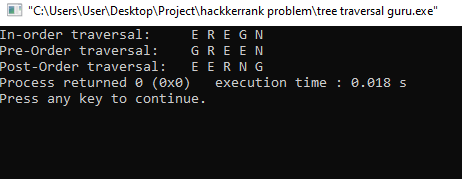 "C:\Users\User\Desktop\Project\hackkerrank problem\tree traversal guru.exe"
In-order traversal:    E R E G N
Pre-Order traversal:    G R E E N
Post-Order traversal:    E E R N G
Process returned 0 (0x0)   execution time : 0.018 s
Press any key to continue.